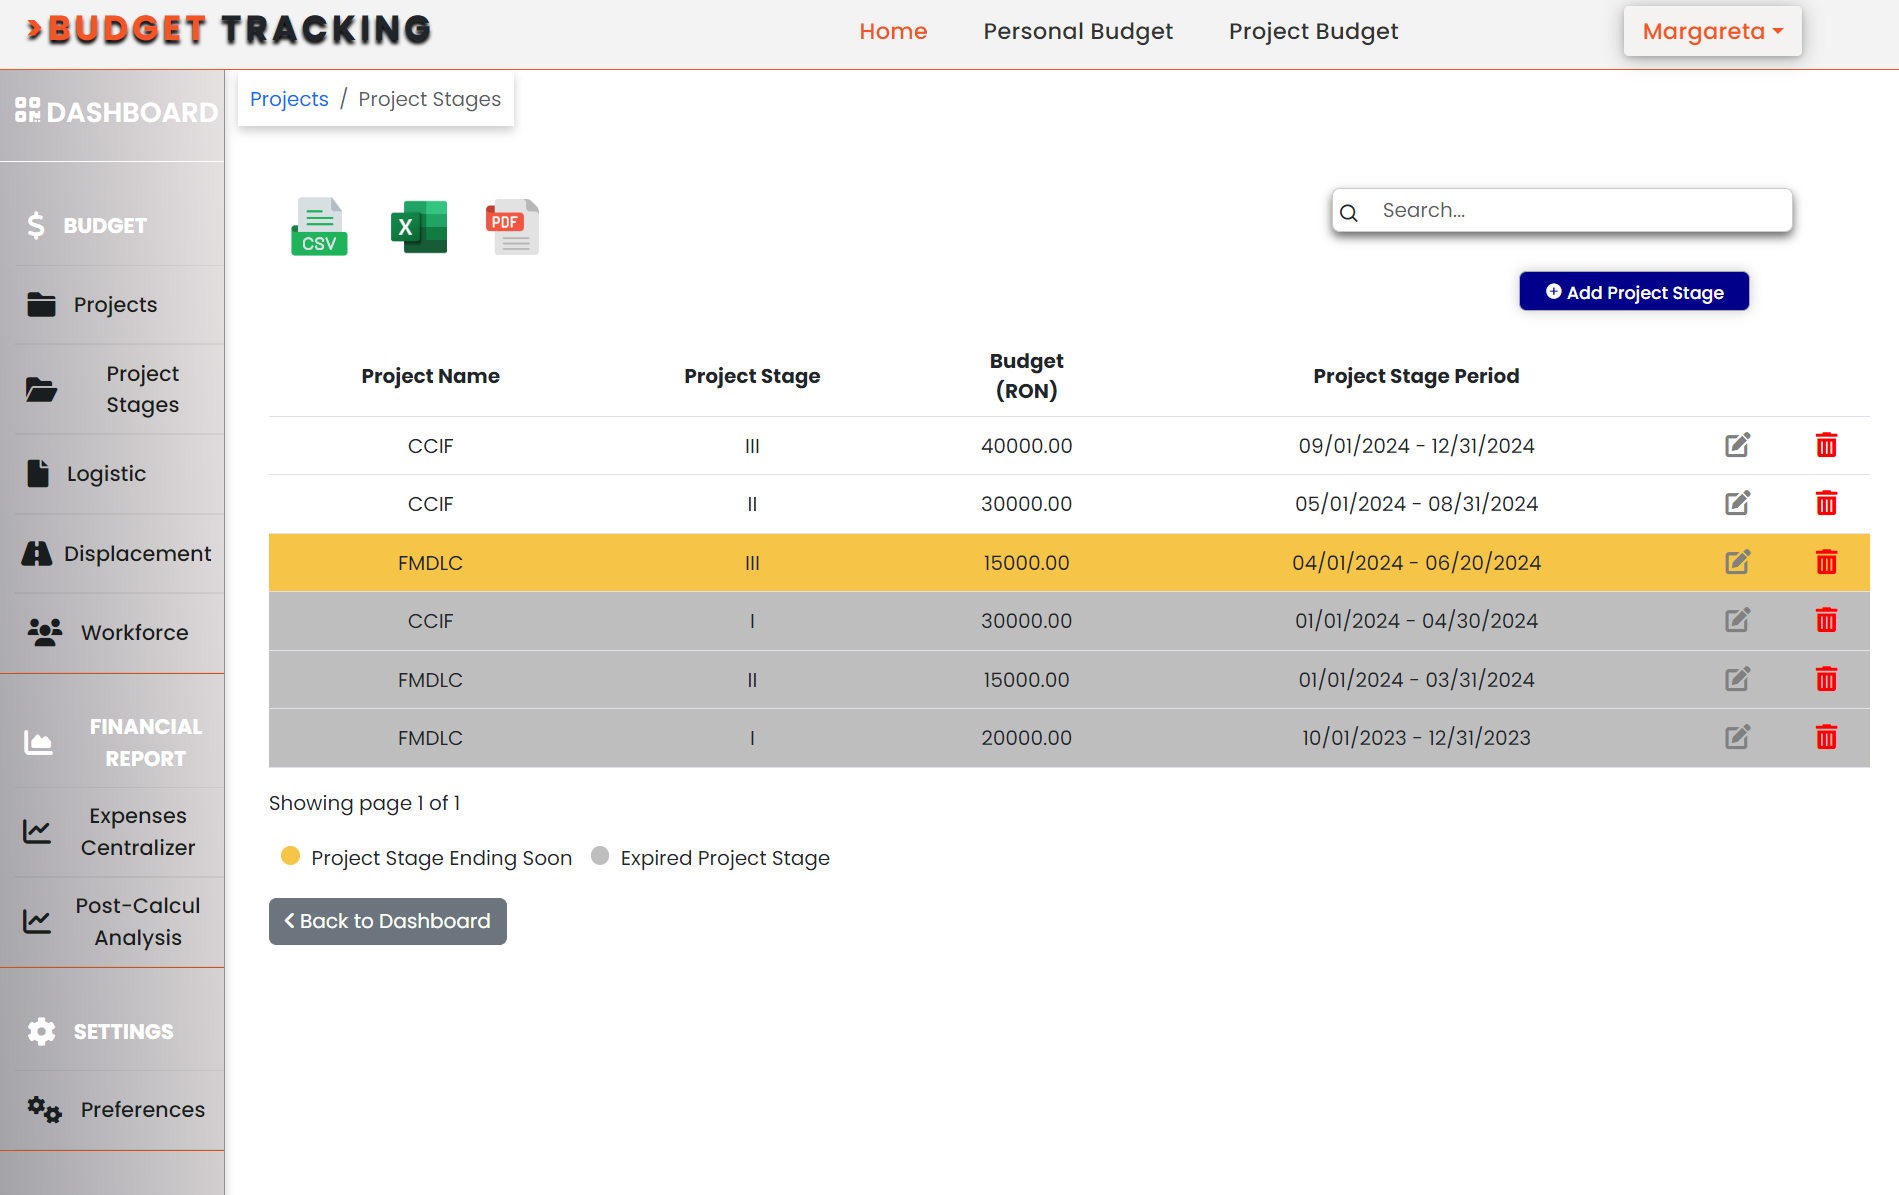 BUDGET TRACKING
Home
Personal Budget
Project Budget
Margareta
DASHBOARD
BUDGET
Projects
Project
Stages
Logistic
Displacement
Workforce
FINANCIAL
REPORT
Expenses
Centralizer
Post-Calcul
Analysis
SETTINGS
Preferences
Projects / Project Stages
CSV
X
PDF
Search...
Add Project Stage
Project Name Project Stage Budget (RON) Project Stage Period
CCIF III 40000.00 09/01/2024 - 12/31/2024
CCIF II 30000.00 05/01/2024 - 08/31/2024
FMDLC III 15000.00 04/01/2024 - 06/20/2024
CCIF I 30000.00 01/01/2024 - 04/30/2024
FMDLC II 15000.00 01/01/2024 - 03/31/2024
FMDLC I 20000.00 10/01/2023 - 12/31/2023
Showing page 1 of 1
Project Stage Ending Soon Expired Project Stage
Back to Dashboard